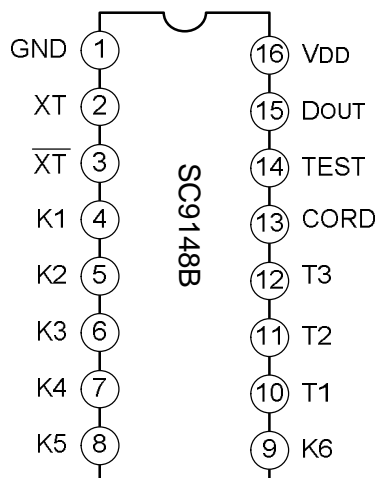 GND 1 16 VDD
XT 2 15 DOUT
X̅T̅ 3 14 TEST
K1 4 13 CORD
K2 5 12 T3
K3 6 11 T2
K4 7 10 T1
K5 8 9 K6
SC9148B